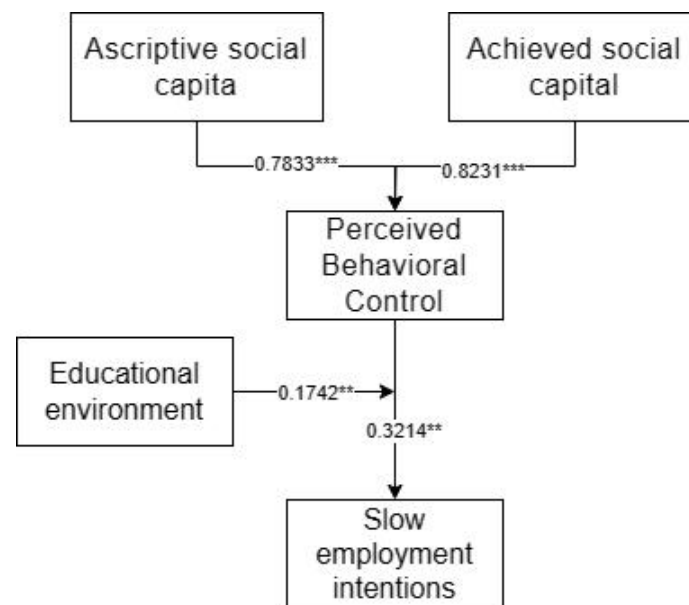 Ascriptive social
capita
Achieved social
capital
0.7833***
0.8231***
Perceived
Behavioral
Control
Educational
environment
0.1742**
0.3214**
Slow
employment
intentions